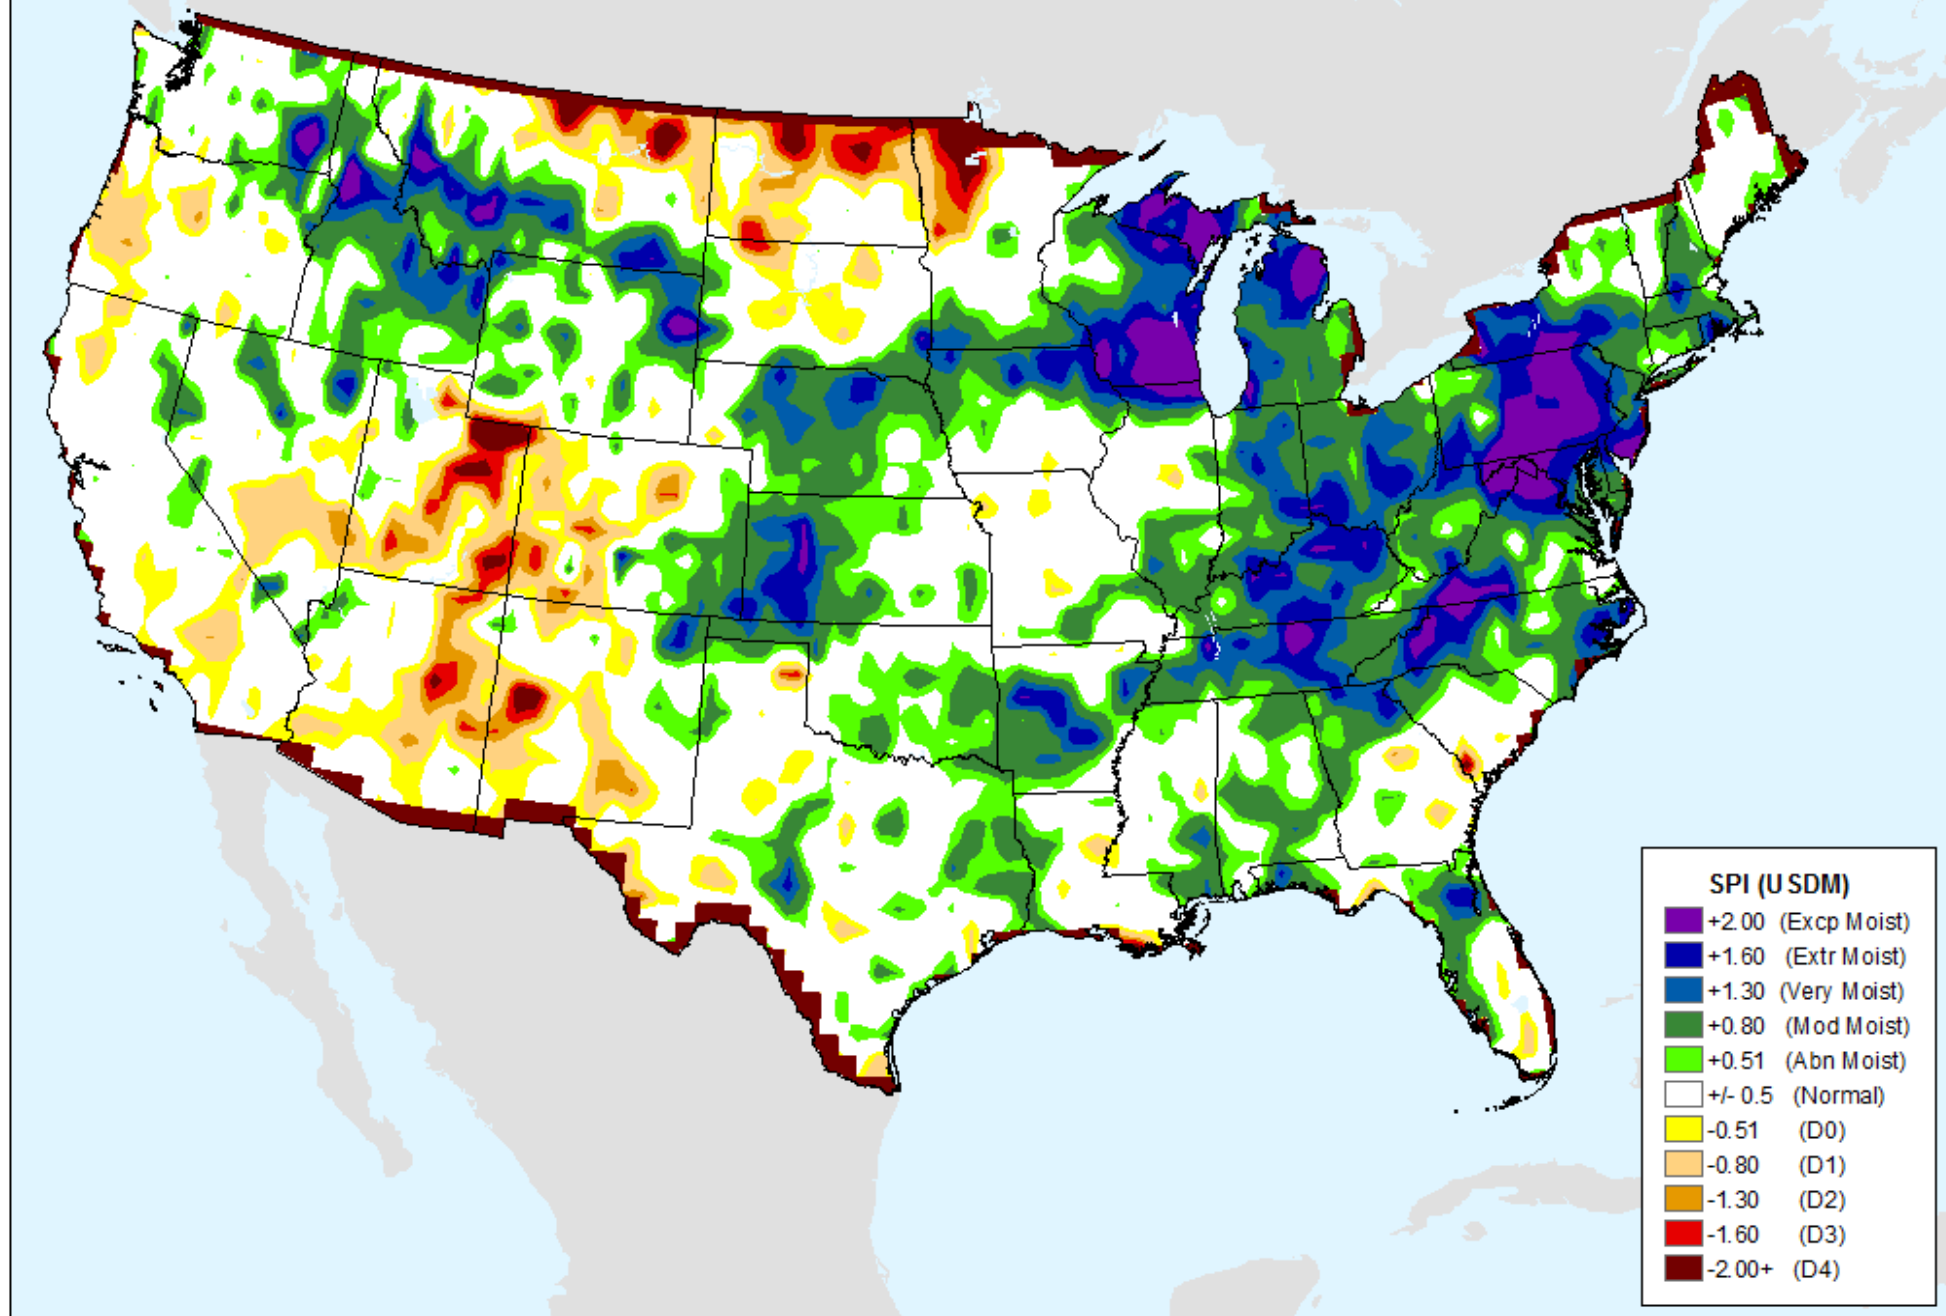 SPI (USDM)
+2.00 (Excp Moist)
+1.60 (Extr Moist)
+1.30 (Very Moist)
+0.80 (Mod Moist)
+0.51 (Abn Moist)
+/- 0.5 (Normal)
-0.51 (D0)
-0.80 (D1)
-1.30 (D2)
-1.60 (D3)
-2.00+ (D4)